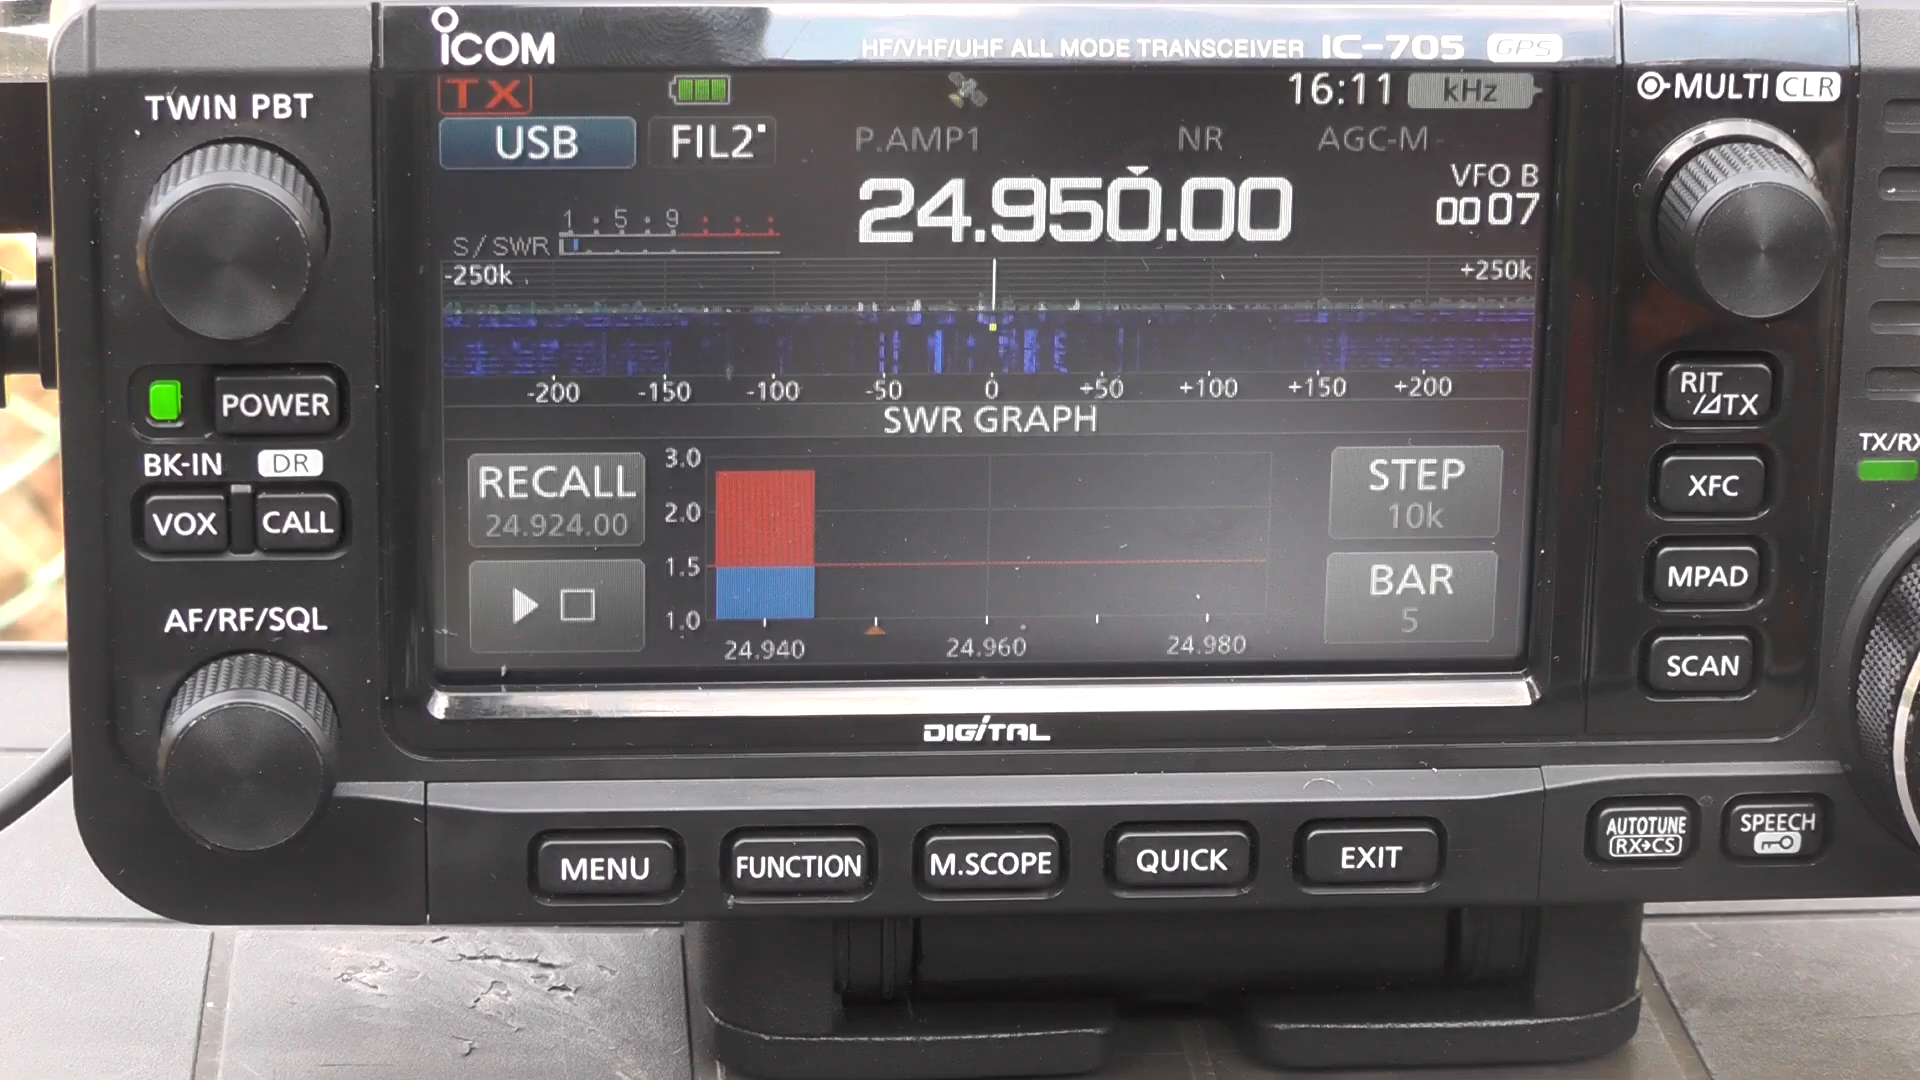 ICOM
HF/VHF/UHF ALL MODE TRANSCEIVER IC-705 GPS
TWIN PBT
TX
16:11
kHz
MULTI CLR
USB
FIL2
P.AMP1
NR
AGC-M
VFO B
24.950.00
00 07
1 · 5 · 9
S/SWR
-250k
+250k
-200 -150 -100 -50 0 +50 +100 +150 +200
SWR GRAPH
POWER
BK-IN DR
VOX CALL
RECALL
24.924.00
3.0
2.0
1.5
1.0
24.940 24.960 24.980
STEP
10k
BAR
5
RIT
/⊿TX
TX/RX
XFC
MPAD
SCAN
AF/RF/SQL
DIGITAL
MENU FUNCTION M.SCOPE QUICK EXIT
AUTOTUNE
RX→CS
SPEECH